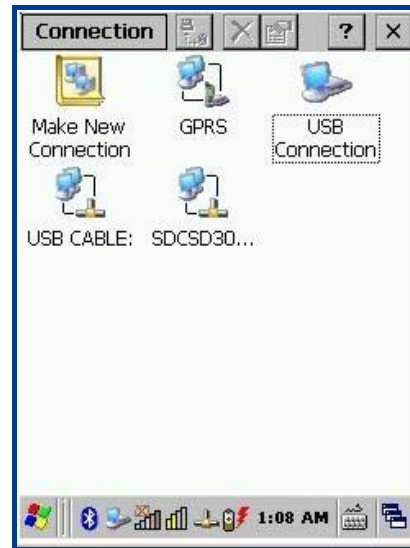 Connection
?
Make New
Connection
GPRS
USB
Connection
USB CABLE:
SDCSD30...
1:08 AM